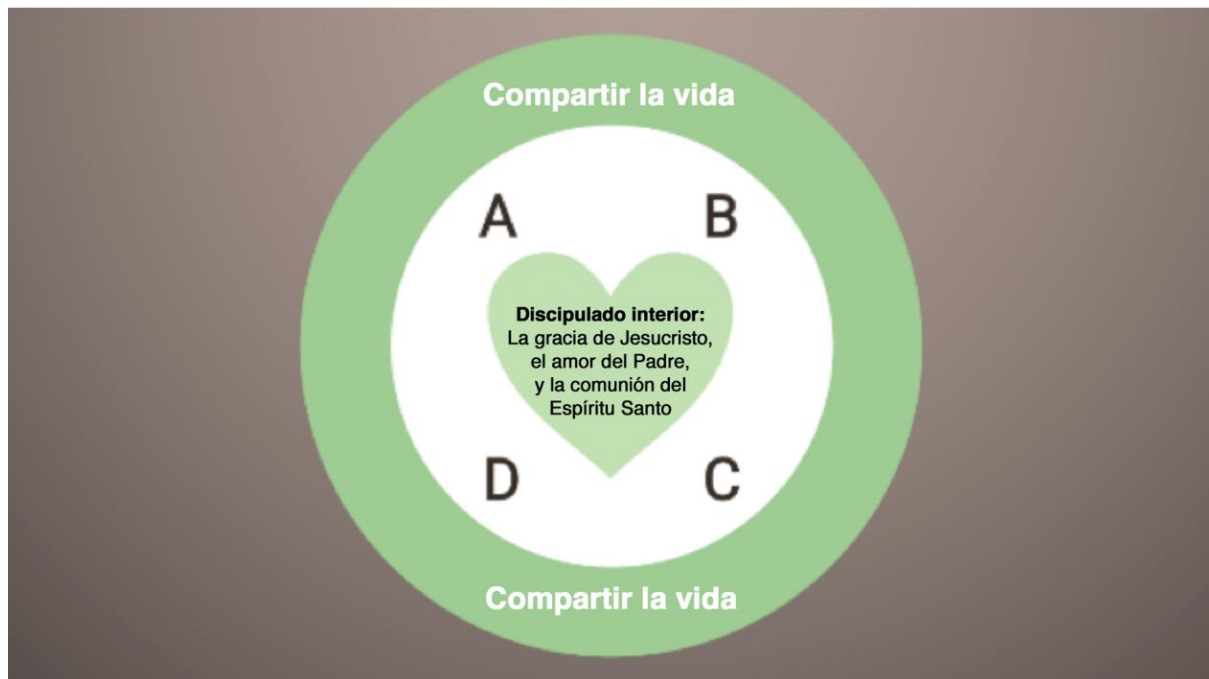 Compartir la vida
A B
Discipulado interior:
La gracia de Jesucristo,
el amor del Padre,
y la comunión del
Espíritu Santo
D C
Compartir la vida